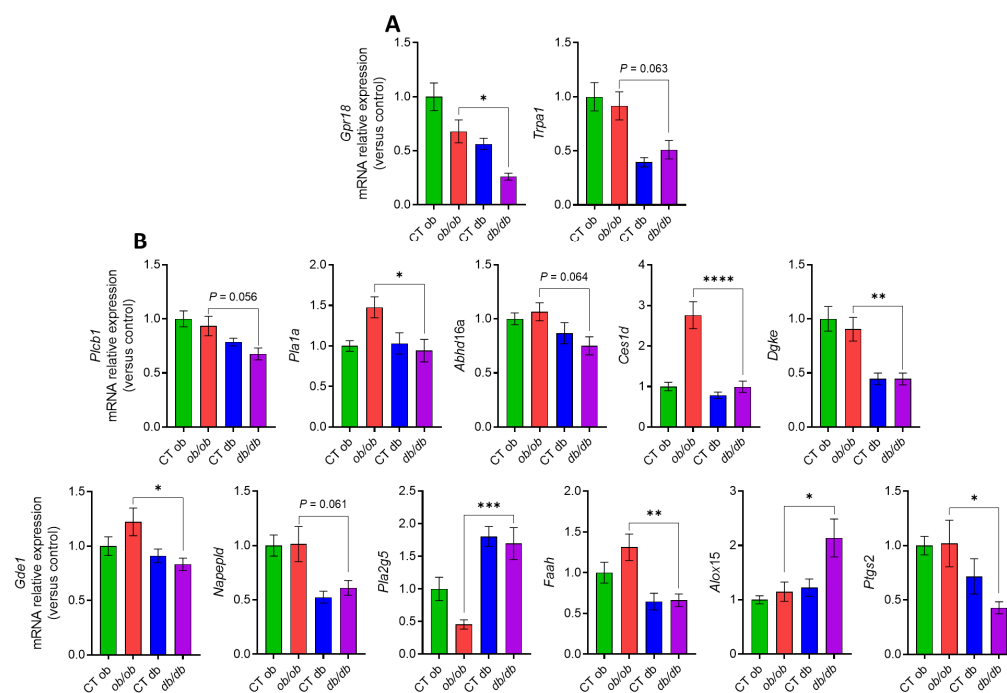 A
Gpr18
mRNA relative expression
(versus control)
1.5
1.0
0.5
0.0
*
CT ob
ob/ob
CT db
db/db
Trpa1
1.5
1.0
0.5
0.0
P = 0.063
CT ob
ob/ob
CT db
db/db
B
Plcb1
mRNA relative expression
(versus control)
1.5
1.0
0.5
0.0
P = 0.056
CT ob
ob/ob
CT db
db/db
Pla1a
2.0
1.5
1.0
0.5
0.0
*
CT ob
ob/ob
CT db
db/db
Abhd16a
1.5
1.0
0.5
0.0
P = 0.064
CT ob
ob/ob
CT db
db/db
Ces1d
4
3
2
1
0
****
CT ob
ob/ob
CT db
db/db
Dgke
1.5
1.0
0.5
0.0
**
CT ob
ob/ob
CT db
db/db
Gde1
mRNA relative expression
(versus control)
1.5
1.0
0.5
0.0
*
CT ob
ob/ob
CT db
db/db
Napepld
1.5
1.0
0.5
0.0
P = 0.061
CT ob
ob/ob
CT db
db/db
Pla2g5
2.5
2.0
1.5
1.0
0.5
0.0
***
CT ob
ob/ob
CT db
db/db
Faah
2.0
1.5
1.0
0.5
0.0
**
CT ob
ob/ob
CT db
db/db
Alox15
3
2
1
0
*
CT ob
ob/ob
CT db
db/db
Ptgs2
1.5
1.0
0.5
0.0
*
CT ob
ob/ob
CT db
db/db